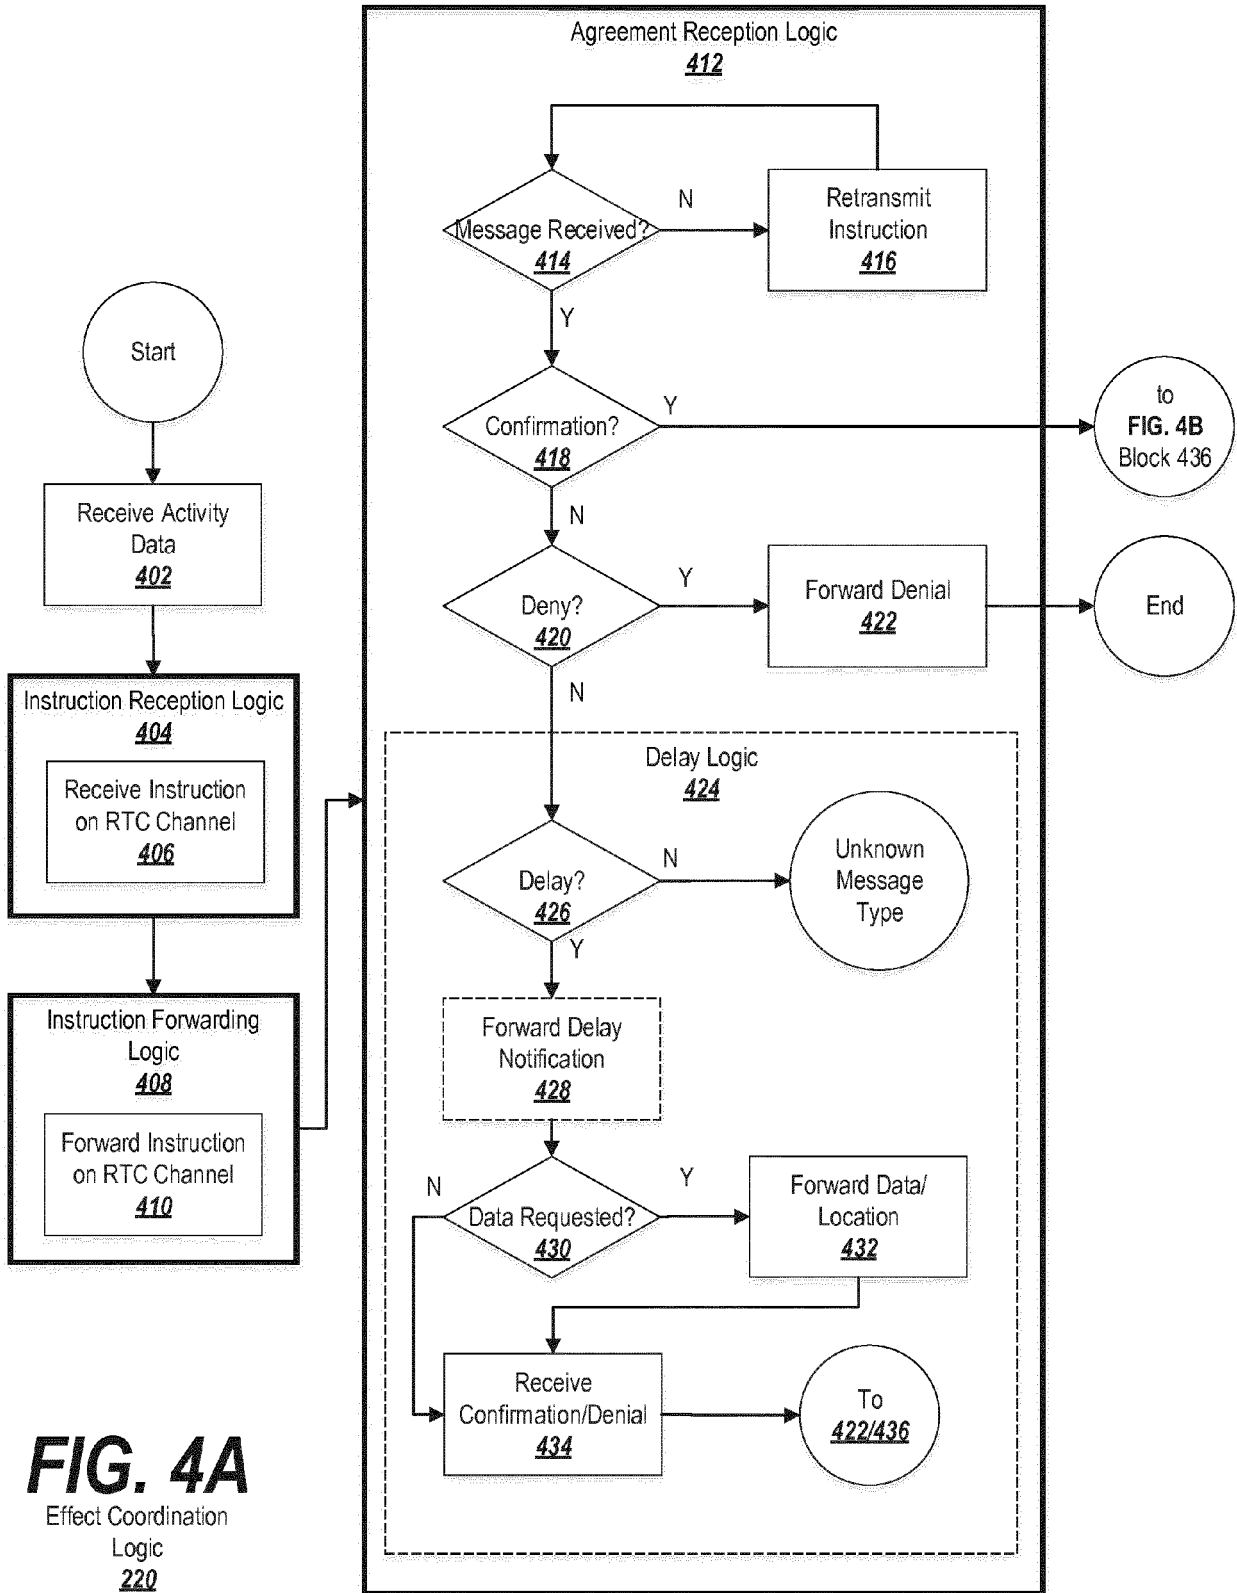 Agreement Reception Logic
412
Message Received?
414
N
Retransmit
Instruction
416
Y
Start
Confirmation?
418
Y
to
FIG. 4B
Block 436
N
Receive Activity
Data
402
Deny?
420
Y
Forward Denial
422
End
N
Instruction Reception Logic
404
Receive Instruction
on RTC Channel
406
Delay Logic
424
Delay?
426
N
Unknown
Message
Type
Y
Instruction Forwarding
Logic
408
Forward Instruction
on RTC Channel
410
Forward Delay
Notification
428
N
Data Requested?
430
Y
Forward Data/
Location
432
Receive
Confirmation/Denial
434
To
422/436
FIG. 4A
Effect Coordination
Logic
220